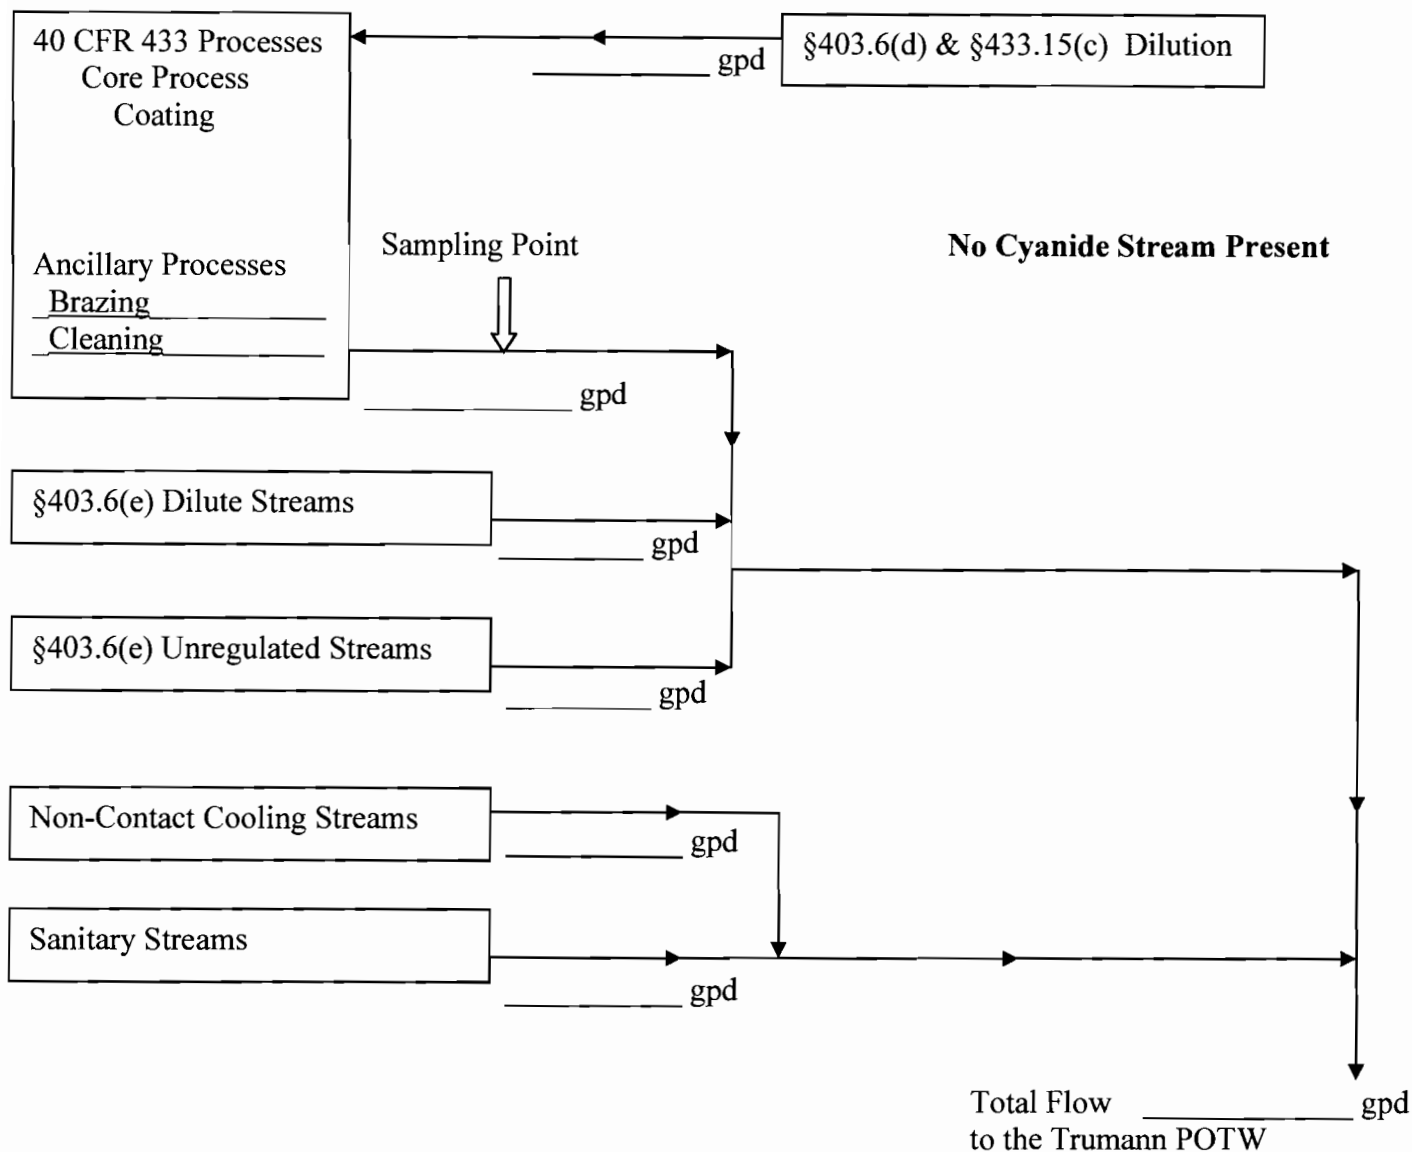 40 CFR 433 Processes
Core Process
Coating
§403.6(d) & §433.15(c) Dilution
gpd
Sampling Point
No Cyanide Stream Present
Ancillary Processes
Brazing
Cleaning
gpd
§403.6(e) Dilute Streams
gpd
§403.6(e) Unregulated Streams
gpd
Non-Contact Cooling Streams
gpd
Sanitary Streams
gpd
Total Flow gpd
to the Trumann POTW